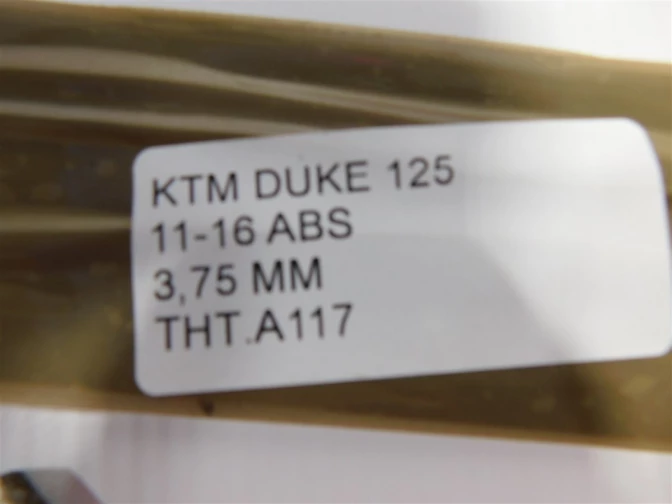 KTM DUKE 125
11-16 ABS
3,75 MM
THT.A117